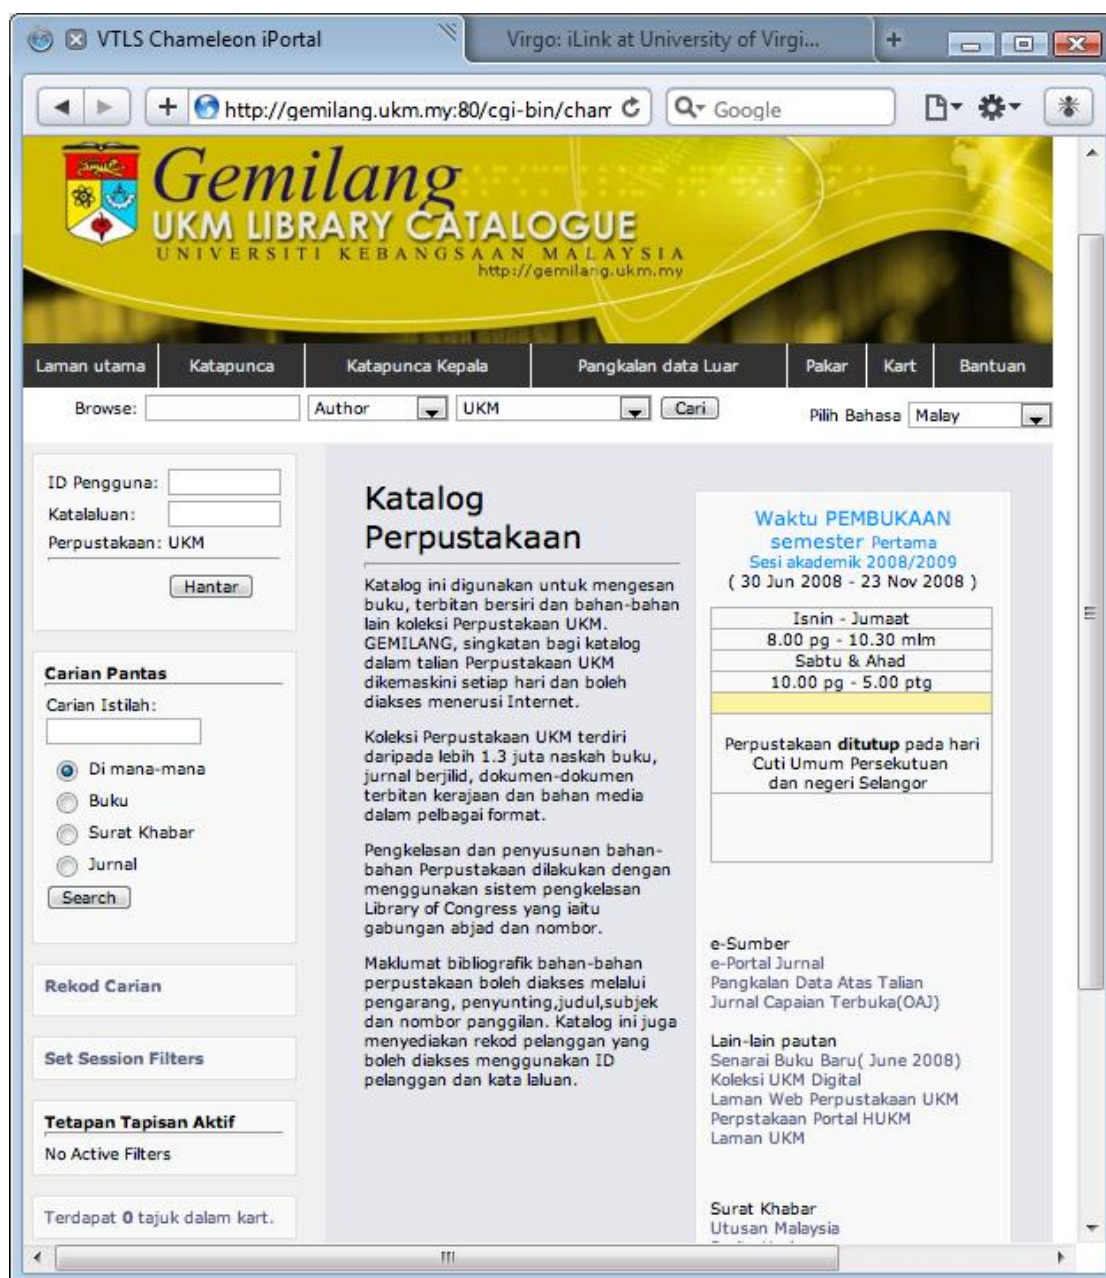 VTLS Chameleon iPortal
Virgo: iLink at University of Virgi...
http://gemilang.ukm.my:80/cgi-bin/cham
Google
Gemilang
UKM LIBRARY CATALOGUE
UNIVERSITI KEBANGSAAN MALAYSIA
http://gemilang.ukm.my
Laman utama Katapunca Katapunca Kepala Pangkalan data Luar Pakar Kart Bantuan
Browse: Author UKM Cari Pilih Bahasa Malay
ID Pengguna:
Katalaluan:
Perpustakaan: UKM
Hantar
Carian Pantas
Carian Istilah:
Di mana-mana
Buku
Surat Khabar
Jurnal
Search
Rekod Carian
Set Session Filters
Tetapan Tapisan Aktif
No Active Filters
Terdapat 0 tajuk dalam kart.
Katalog
Perpustakaan
Katalog ini digunakan untuk mengesan
buku, terbitan bersiri dan bahan-bahan
lain koleksi Perpustakaan UKM.
GEMILANG, singkatan bagi katalog
dalam talian Perpustakaan UKM
dikemaskini setiap hari dan boleh
diakses menerusi Internet.
Koleksi Perpustakaan UKM terdiri
daripada lebih 1.3 juta naskah buku,
jurnal berjilid, dokumen-dokumen
terbitan kerajaan dan bahan media
dalam pelbagai format.
Pengkelasan dan penyusunan bahan-
bahan Perpustakaan dilakukan dengan
menggunakan sistem pengkelasan
Library of Congress yang iaitu
gabungan abjad dan nombor.
Maklumat bibliografik bahan-bahan
perpustakaan boleh diakses melalui
pengarang, penyunting,judul,subjek
dan nombor panggilan. Katalog ini juga
menyediakan rekod pelanggan yang
boleh diakses menggunakan ID
pelanggan dan kata laluan.
Waktu PEMBUKAAN
semester Pertama
Sesi akademik 2008/2009
( 30 Jun 2008 - 23 Nov 2008 )
Isnin - Jumaat
8.00 pg - 10.30 mlm
Sabtu & Ahad
10.00 pg - 5.00 ptg
Perpustakaan ditutup pada hari
Cuti Umum Persekutuan
dan negeri Selangor
e-Sumber
e-Portal Jurnal
Pangkalan Data Atas Talian
Jurnal Capaian Terbuka(OAJ)
Lain-lain pautan
Senarai Buku Baru( June 2008)
Koleksi UKM Digital
Laman Web Perpustakaan UKM
Perpstakaan Portal HUKM
Laman UKM
Surat Khabar
Utusan Malaysia